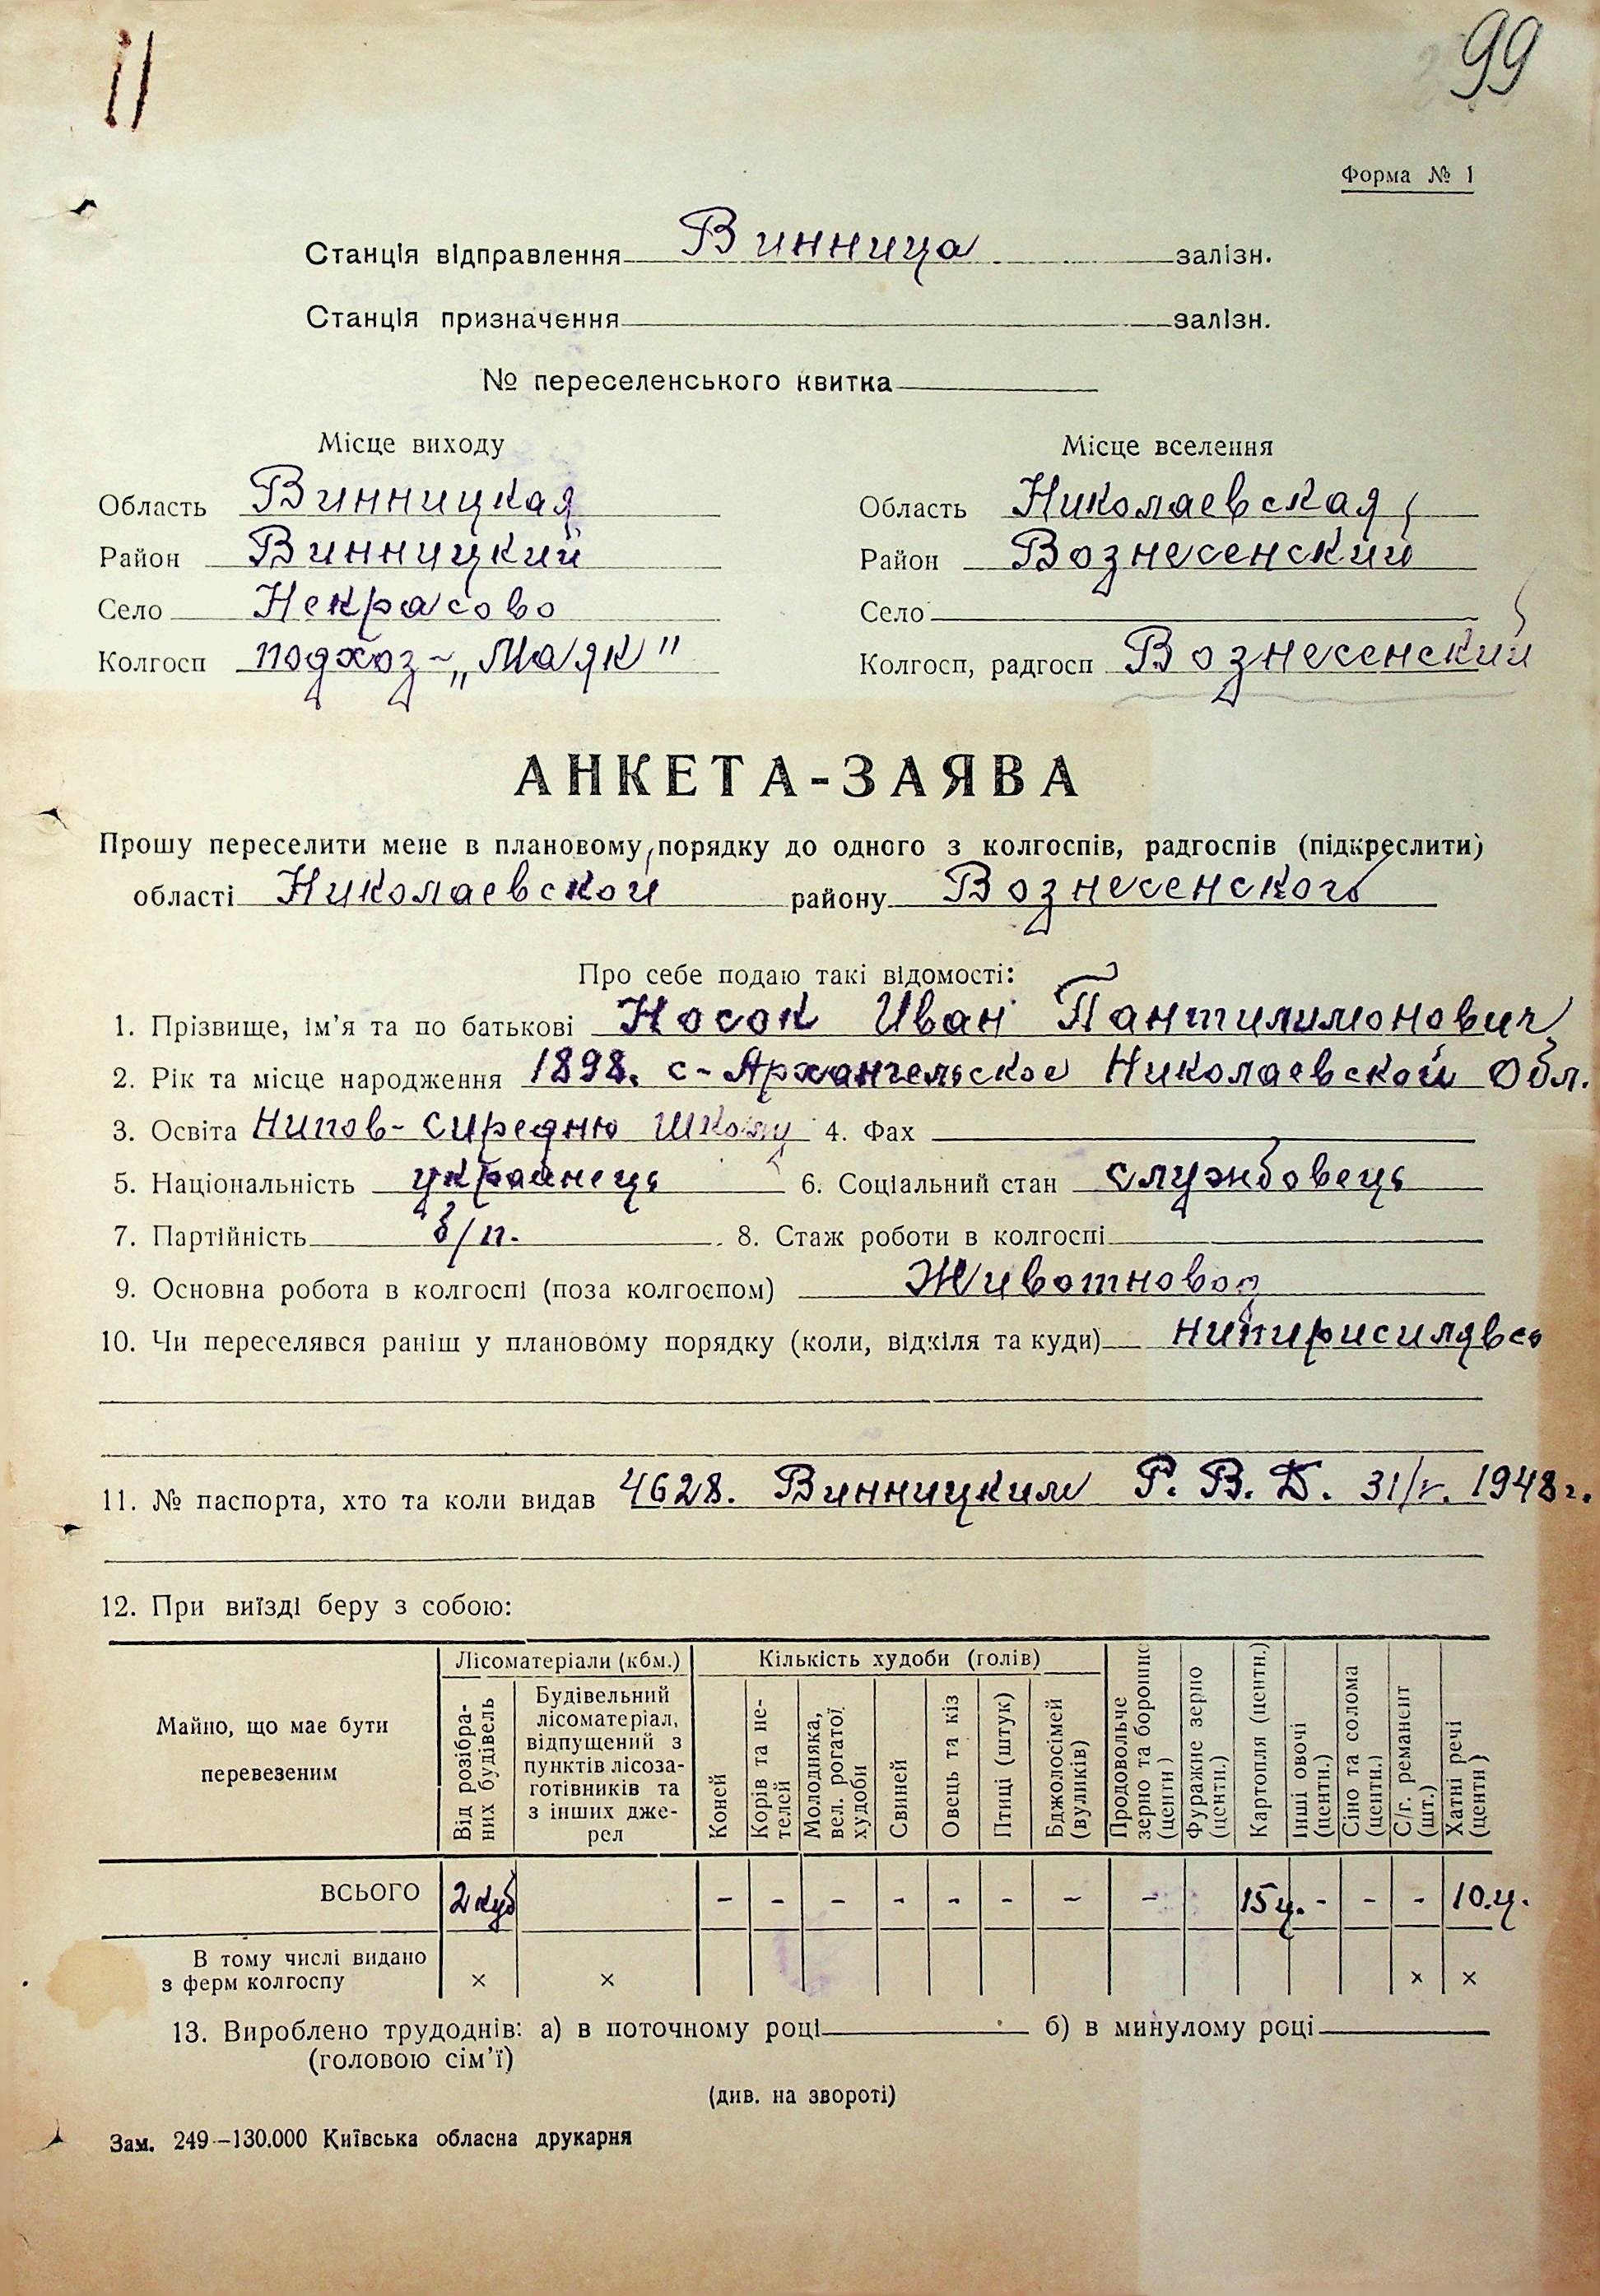 11
99
Форма № 1
Станція відправлення Винница залізн.
Станція призначення залізн.
№ переселенського квитка
Місце виходу
Область Винницкая
Район Винницкий
Село Некрасово
Колгосп подхоз-„Маяк"
Місце вселення
Область Николаевская
Район Вознесенский
Село
Колгосп, радгосп Вознесенский
АНКЕТА-ЗАЯВА
Прошу переселити мене в плановому порядку до одного з колгоспів, радгоспів (підкреслити)
області Николаевской району Вознесенского
Про себе подаю такі відомості:
1. Прізвище, ім’я та по батькові Носок Иван Пантилимонович
2. Рік та місце народження 1898. с-Архангельское Николаевской Обл.
3. Освіта Нипов-сиредню школу 4. Фах
5. Національність украинець 6. Соціальний стан службовець
7. Партійність б/п. 8. Стаж роботи в колгоспі
9. Основна робота в колгоспі (поза колгоспом) Животновод
10. Чи переселявся раніш у плановому порядку (коли, відкіля та куди) нипирисилявсь
11. № паспорта, хто та коли видав 4628. Винницким Р. В. Д. 31/V. 1948г.
12. При виїзді беру з собою:
Майно, що має бути перевезеним
Лісоматеріали (кбм.)
Від розібраних будівель
Будівельний лісоматеріал, відпущений з пунктів лісозаготівників та з інших джерел
Кількість худоби (голів)
Коней
Корів та нетелей
Молодняка, вел. рогатої худоби
Свиней
Овець та кіз
Птиці (штук)
Бджолосімей (вуликів)
Продовольче зерно та борошно (центн)
Фуражне зерно (центн.)
Картопля (центн.)
Інші овочі (центн.)
Сіно та солома (центн.)
С/г. реманент (шт.)
Хатні речі (центн)
ВСЬОГО 2 куб - - - - - - - - 15 ц. - - - 10.ц.
В тому числі видано з ферм колгоспу × × × ×
13. Вироблено трудоднів: а) в поточному році б) в минулому році
(головою сім’ї)
(див. на звороті)
Зам. 249—130.000 Київська обласна друкарня